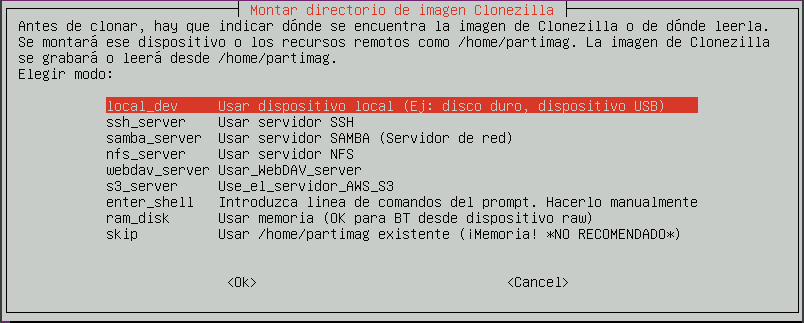 Montar directorio de imagen Clonezilla
Antes de clonar, hay que indicar dónde se encuentra la imagen de Clonezilla o de dónde leerla.
Se montará ese dispositivo o los recursos remotos como /home/partimag. La imagen de Clonezilla
se grabará o leerá desde /home/partimag.
Elegir modo:
local_dev Usar dispositivo local (Ej: disco duro, dispositivo USB)
ssh_server Usar servidor SSH
samba_server Usar servidor SAMBA (Servidor de red)
nfs_server Usar servidor NFS
webdav_server Usar_WebDAV_server
s3_server Use_el_servidor_AWS_S3
enter_shell Introduzca linea de comandos del prompt. Hacerlo manualmente
ram_disk Usar memoria (OK para BT desde dispositivo raw)
skip Usar /home/partimag existente (¡Memoria! *NO RECOMENDADO*)
<Ok> <Cancel>